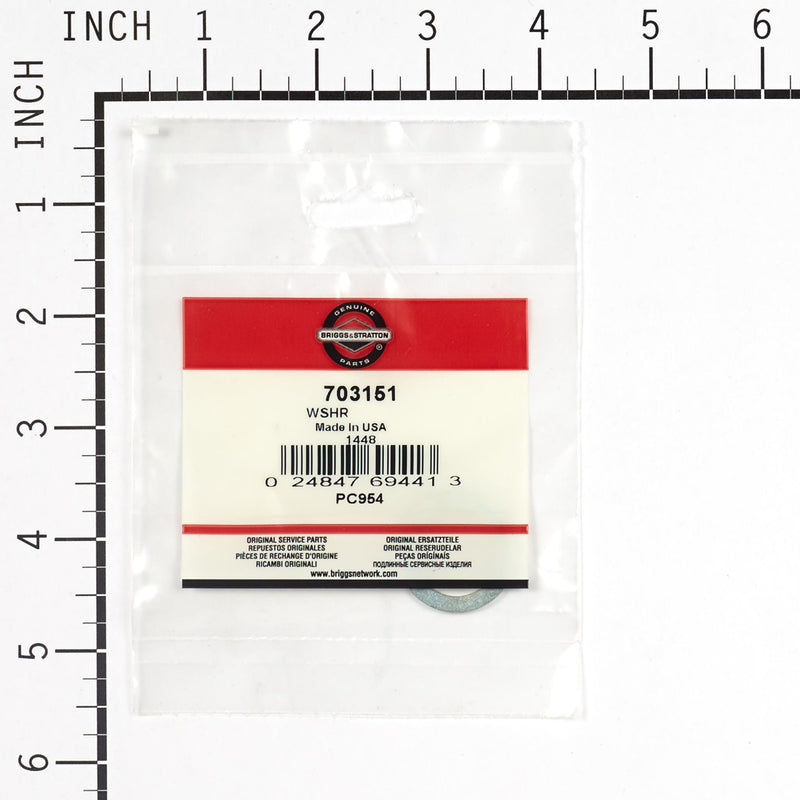 INCH 1 2 3 4 5 6
INCH
1
2
3
4
5
6
GENUINE
BRIGGS&STRATTON
®
PARTS
703151
WSHR
Made In USA
1448
0 24847 69441 3
PC954
ORIGINAL SERVICE PARTS
REPUESTOS ORIGINALES
PIÈCES DE RECHANGE D'ORIGINE
RICAMBI ORIGINALI
ORIGINAL ERSATZTEILE
ORIGINAL RESERUDELAR
PEÇAS ORIGÍNAIS
ПОДЛИННЫЕ СЕРВИСНЫЕ ИЗДЕЛИЯ
www.briggsnetwork.com